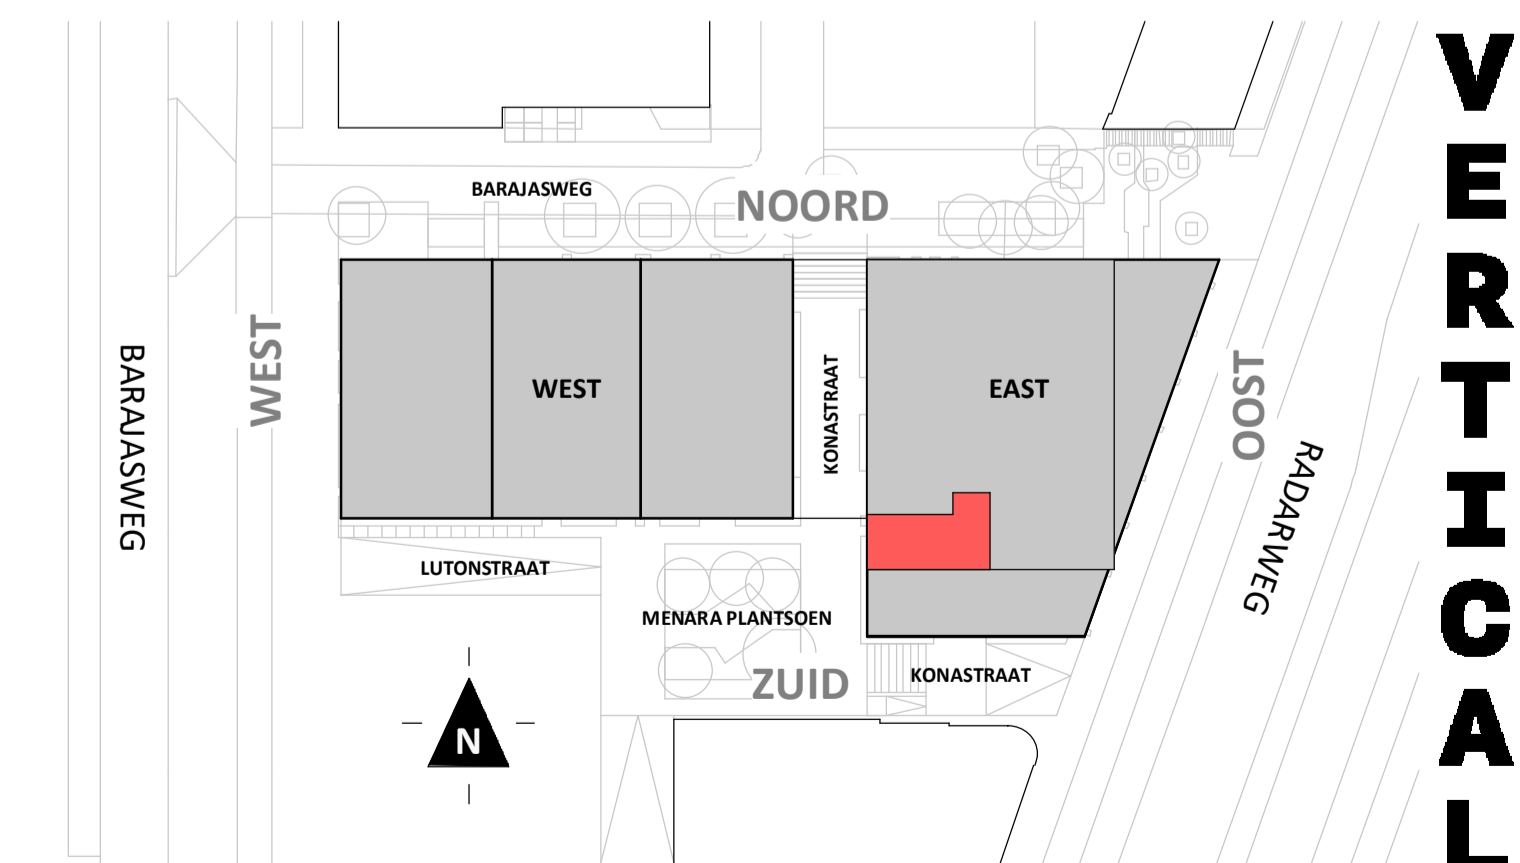 BARAJASWEG
NOORD
WEST
BARAJASWEG
WEST
KONASTRAAT
EAST
OOST
RADARWEG
LUTONSTRAAT
MENARA PLANTSOEN
ZUID
KONASTRAAT
N
VERTICAL